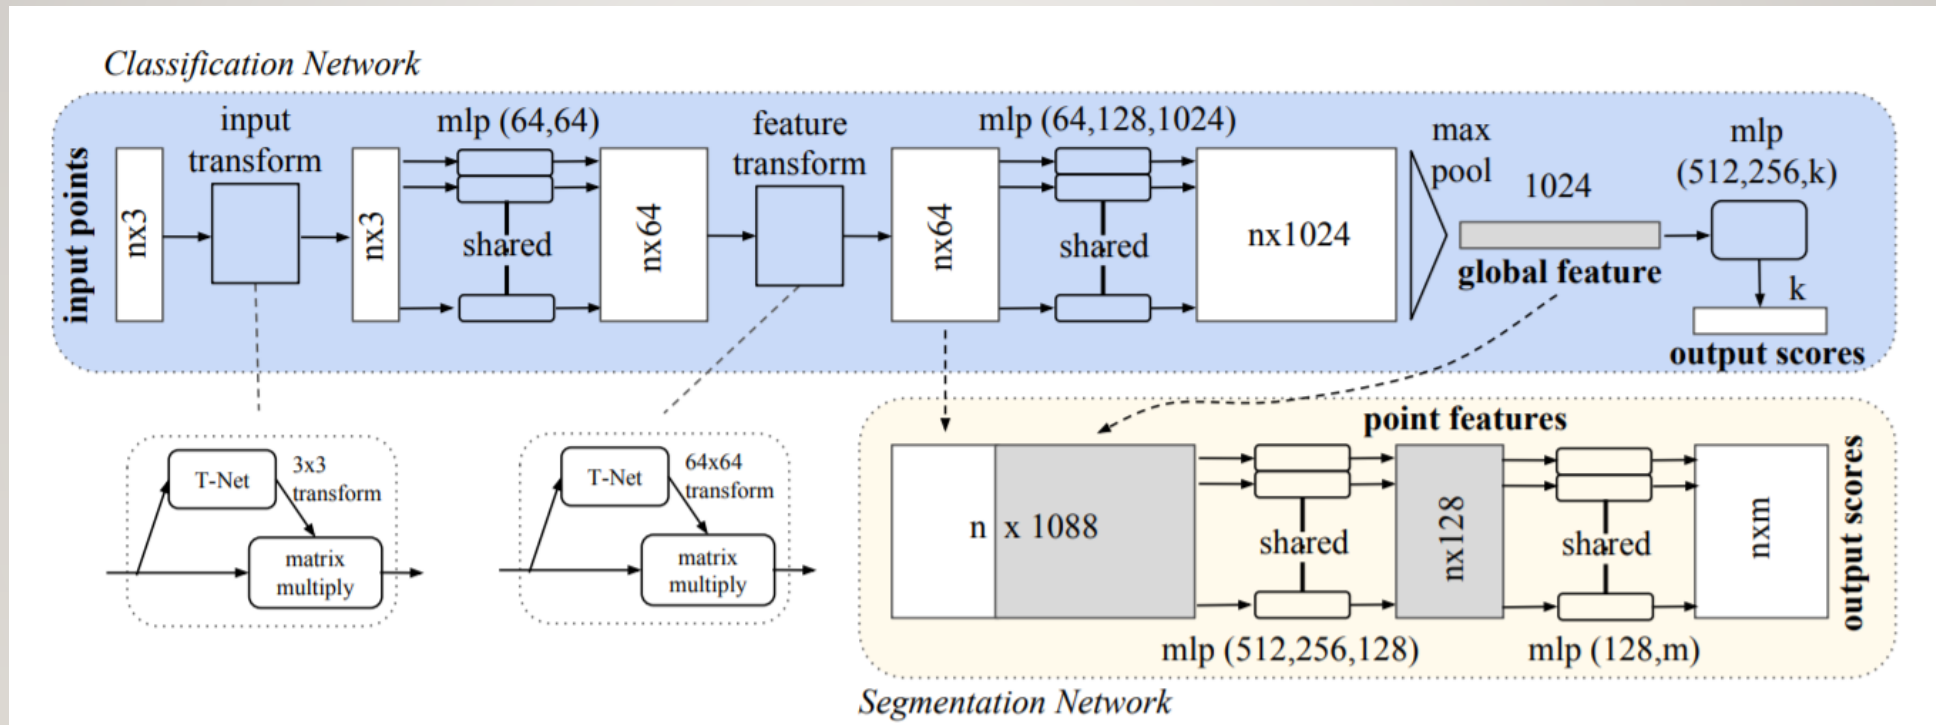 Classification Network
input points
nx3
input
transform
nx3
mlp (64,64)
shared
nx64
feature
transform
nx64
mlp (64,128,1024)
shared
nx1024
max
pool
1024
global feature
mlp
(512,256,k)
k
output scores
T-Net
3x3
transform
matrix
multiply
T-Net
64x64
transform
matrix
multiply
point features
n x 1088
shared
mlp (512,256,128)
nx128
shared
mlp (128,m)
nxm
output scores
Segmentation Network